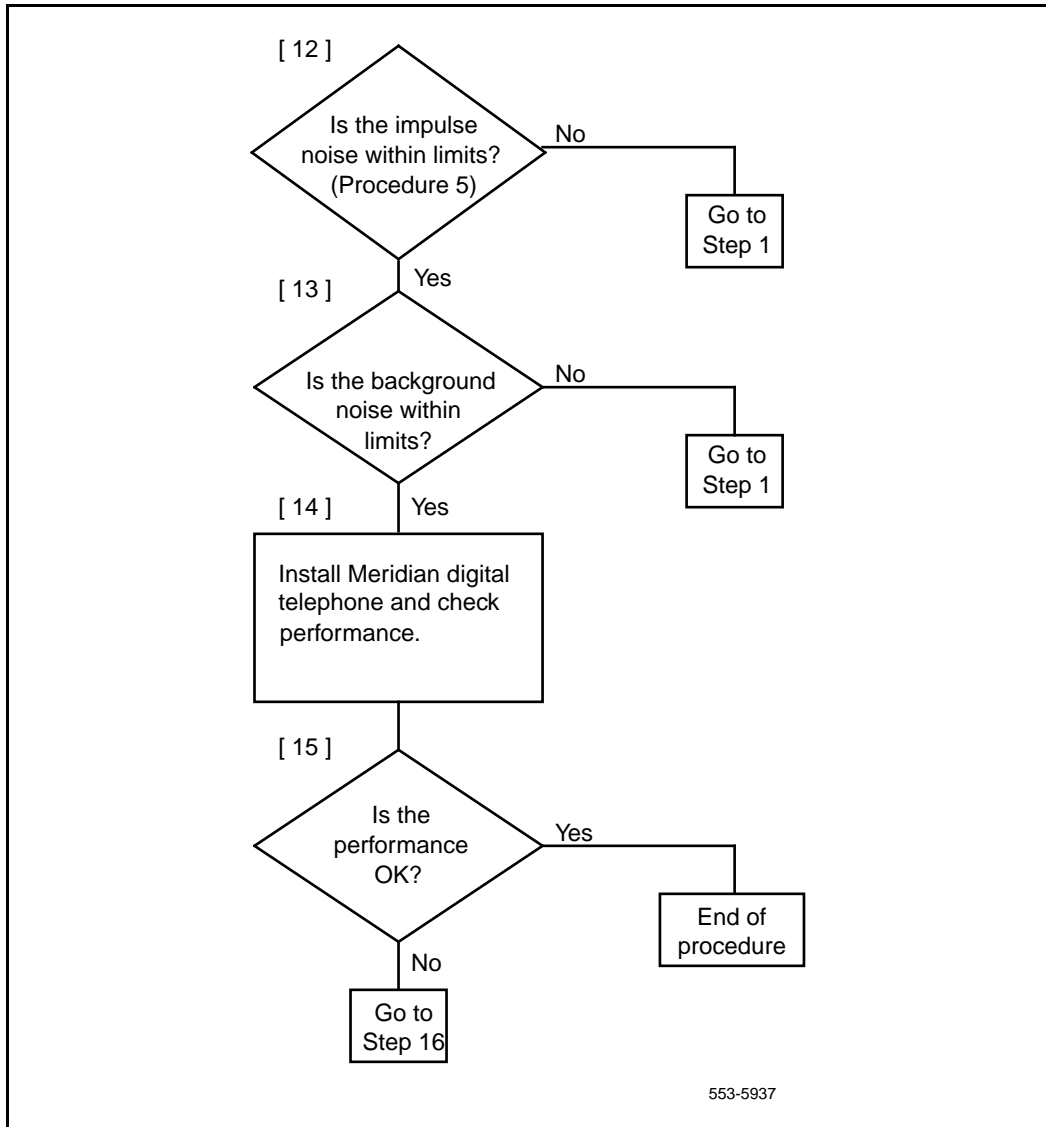 [ 12 ]
Is the impulse
noise within limits?
(Procedure 5)
No
Go to
Step 1
Yes
[ 13 ]
Is the background
noise within
limits?
No
Go to
Step 1
Yes
[ 14 ]
Install Meridian digital
telephone and check
performance.
[ 15 ]
Is the
performance
OK?
Yes
End of
procedure
No
Go to
Step 16
553-5937